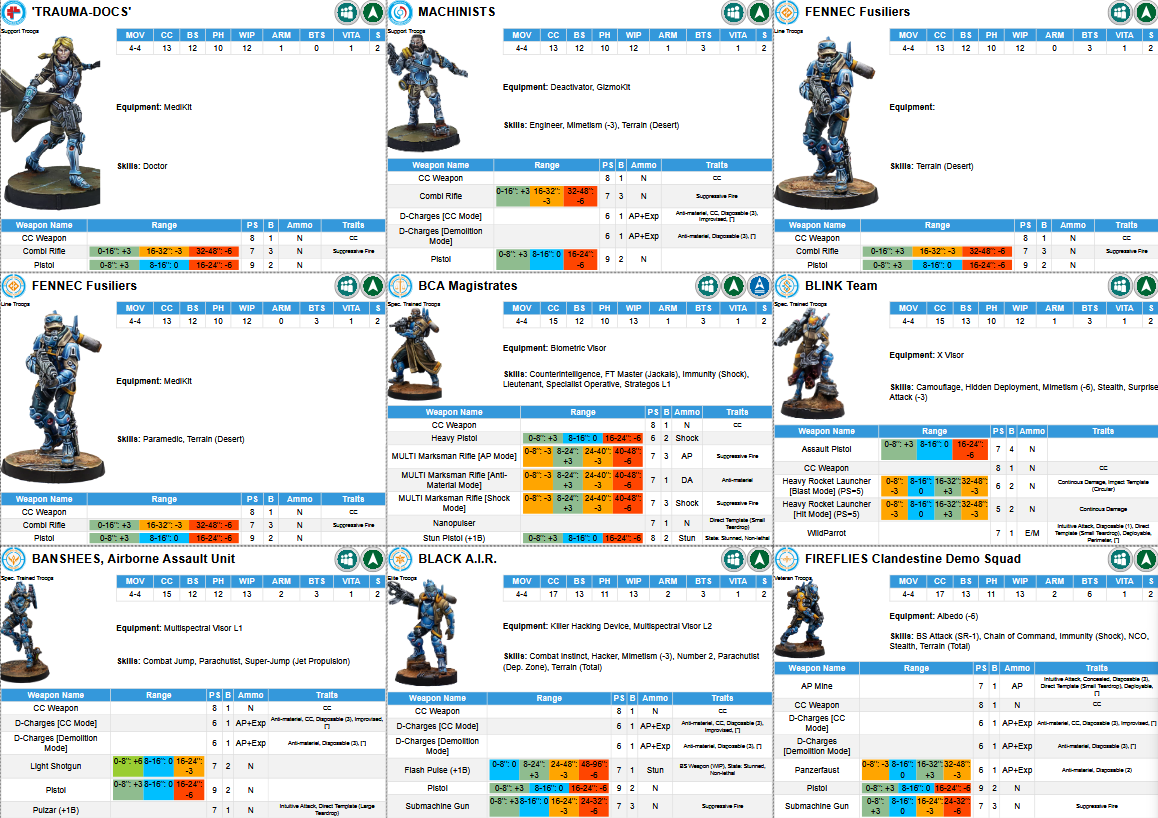 'TRAUMA-DOCS'
Support Troops
MOV CC BS PH WIP ARM BTS VITA S
4-4 13 12 10 12 1 0 1 2
Equipment: MediKit
Skills: Doctor
Weapon Name Range PS B Ammo Traits
CC Weapon 8 1 N CC
Combi Rifle 0-16": +3 16-32": -3 32-48": -6 7 3 N Suppressive Fire
Pistol 0-8": +3 8-16": 0 16-24": -6 9 2 N
MACHINISTS
Support Troops
MOV CC BS PH WIP ARM BTS VITA S
4-4 13 12 10 12 1 3 1 2
Equipment: Deactivator, GizmoKit
Skills: Engineer, Mimetism (-3), Terrain (Desert)
Weapon Name Range PS B Ammo Traits
CC Weapon 8 1 N CC
Combi Rifle 0-16": +3 16-32": -3 32-48": -6 7 3 N Suppressive Fire
D-Charges [CC Mode] 6 1 AP+Exp Anti-materiel, CC, Disposable (3), Improvised, [*]
D-Charges [Demolition Mode] 6 1 AP+Exp Anti-materiel, Disposable (3), [*]
Pistol 0-8": +3 8-16": 0 16-24": -6 9 2 N
FENNEC Fusiliers
Line Troops
MOV CC BS PH WIP ARM BTS VITA S
4-4 13 12 10 12 0 3 1 2
Equipment:
Skills: Terrain (Desert)
Weapon Name Range PS B Ammo Traits
CC Weapon 8 1 N CC
Combi Rifle 0-16": +3 16-32": -3 32-48": -6 7 3 N Suppressive Fire
Pistol 0-8": +3 8-16": 0 16-24": -6 9 2 N
FENNEC Fusiliers
Line Troops
MOV CC BS PH WIP ARM BTS VITA S
4-4 13 12 10 12 0 3 1 2
Equipment: MediKit
Skills: Paramedic, Terrain (Desert)
Weapon Name Range PS B Ammo Traits
CC Weapon 8 1 N CC
Combi Rifle 0-16": +3 16-32": -3 32-48": -6 7 3 N Suppressive Fire
Pistol 0-8": +3 8-16": 0 16-24": -6 9 2 N
BCA Magistrates
Spec. Trained Troops
MOV CC BS PH WIP ARM BTS VITA S
4-4 15 12 10 13 1 3 1 2
Equipment: Biometric Visor
Skills: Counterintelligence, FT Master (Jackals), Immunity (Shock),
Lieutenant, Specialist Operative, Strategos L1
Weapon Name Range PS B Ammo Traits
CC Weapon 8 1 N CC
Heavy Pistol 0-8": +3 8-16": 0 16-24": -6 6 2 Shock
MULTI Marksman Rifle [AP Mode] 0-8": -3 8-24": +3 24-40": -3 40-48": -6 7 3 AP Suppressive Fire
MULTI Marksman Rifle [Anti-Material Mode] 0-8": -3 8-24": +3 24-40": -3 40-48": -6 7 1 DA Anti-materiel
MULTI Marksman Rifle [Shock Mode] 0-8": -3 8-24": +3 24-40": -3 40-48": -6 7 3 Shock Suppressive Fire
Nanopulser 7 1 N Direct Template (Small Teardrop)
Stun Pistol (+1B) 0-8": +3 8-16": 0 16-24": -6 8 2 Stun State: Stunned, Non-lethal
BLINK Team
Spec. Trained Troops
MOV CC BS PH WIP ARM BTS VITA S
4-4 15 13 10 12 1 3 1 2
Equipment: X Visor
Skills: Camouflage, Hidden Deployment, Mimetism (-6), Stealth, Surprise
Attack (-3)
Weapon Name Range PS B Ammo Traits
Assault Pistol 0-8": +3 8-16": 0 16-24": -6 7 4 N
CC Weapon 8 1 N CC
Heavy Rocket Launcher [Blast Mode] (PS=5) 0-8": -3 8-16": 0 16-32": +3 32-48": -3 6 2 N Continous Damage, Impact Template (Circular)
Heavy Rocket Launcher [Hit Mode] (PS=5) 0-8": -3 8-16": 0 16-32": +3 32-48": -3 5 2 N Continous Damage
WildParrot 7 1 E/M Intuitive Attack, Disposable (1), Direct Template (Small Teardrop), Deployable, Perimeter, [*]
BANSHEES, Airborne Assault Unit
Spec. Trained Troops
MOV CC BS PH WIP ARM BTS VITA S
4-4 15 12 12 13 2 3 1 2
Equipment: Multispectral Visor L1
Skills: Combat Jump, Parachutist, Super-Jump (Jet Propulsion)
Weapon Name Range PS B Ammo Traits
CC Weapon 8 1 N CC
D-Charges [CC Mode] 6 1 AP+Exp Anti-materiel, CC, Disposable (3), Improvised, [*]
D-Charges [Demolition Mode] 6 1 AP+Exp Anti-materiel, Disposable (3), [*]
Light Shotgun 0-8": +6 8-16": 0 16-24": -3 7 2 N
Pistol 0-8": +3 8-16": 0 16-24": -6 9 2 N
Pulzar (+1B) 7 1 N Intuitive Attack, Direct Template (Large Teardrop)
BLACK A.I.R.
Elite Troops
MOV CC BS PH WIP ARM BTS VITA S
4-4 17 13 11 13 2 3 1 2
Equipment: Killer Hacking Device, Multispectral Visor L2
Skills: Combat Instinct, Hacker, Mimetism (-3), Number 2, Parachutist
(Dep. Zone), Terrain (Total)
Weapon Name Range PS B Ammo Traits
CC Weapon 8 1 N CC
D-Charges [CC Mode] 6 1 AP+Exp Anti-materiel, CC, Disposable (3), Improvised, [*]
D-Charges [Demolition Mode] 6 1 AP+Exp Anti-materiel, Disposable (3), [*]
Flash Pulse (+1B) 0-8": 0 8-24": +3 24-48": -3 48-96": -6 7 1 Stun BS Weapon (WIP), State: Stunned, Non-lethal
Pistol 0-8": +3 8-16": 0 16-24": -6 9 2 N
Submachine Gun 0-8": +3 8-16": 0 16-24": -3 24-32": -6 7 3 N Suppressive Fire
FIREFLIES Clandestine Demo Squad
Veteran Troops
MOV CC BS PH WIP ARM BTS VITA S
4-4 17 13 11 13 2 6 1 2
Equipment: Albedo (-6)
Skills: BS Attack (SR-1), Chain of Command, Immunity (Shock), NCO,
Stealth, Terrain (Total)
Weapon Name Range PS B Ammo Traits
AP Mine 7 1 AP Intuitive Attack, Concealed, Disposable (3), Direct Template (Small Teardrop), Deployable, [*]
CC Weapon 8 1 N CC
D-Charges [CC Mode] 6 1 AP+Exp Anti-materiel, CC, Disposable (3), Improvised, [*]
D-Charges [Demolition Mode] 6 1 AP+Exp Anti-materiel, Disposable (3), [*]
Panzerfaust 0-8": -3 8-16": 0 16-32": +3 32-48": -3 6 1 AP+Exp Anti-materiel, Disposable (2)
Pistol 0-8": +3 8-16": 0 16-24": -6 9 2 N
Submachine Gun 0-8": +3 8-16": 0 16-24": -3 24-32": -6 7 3 N Suppressive Fire